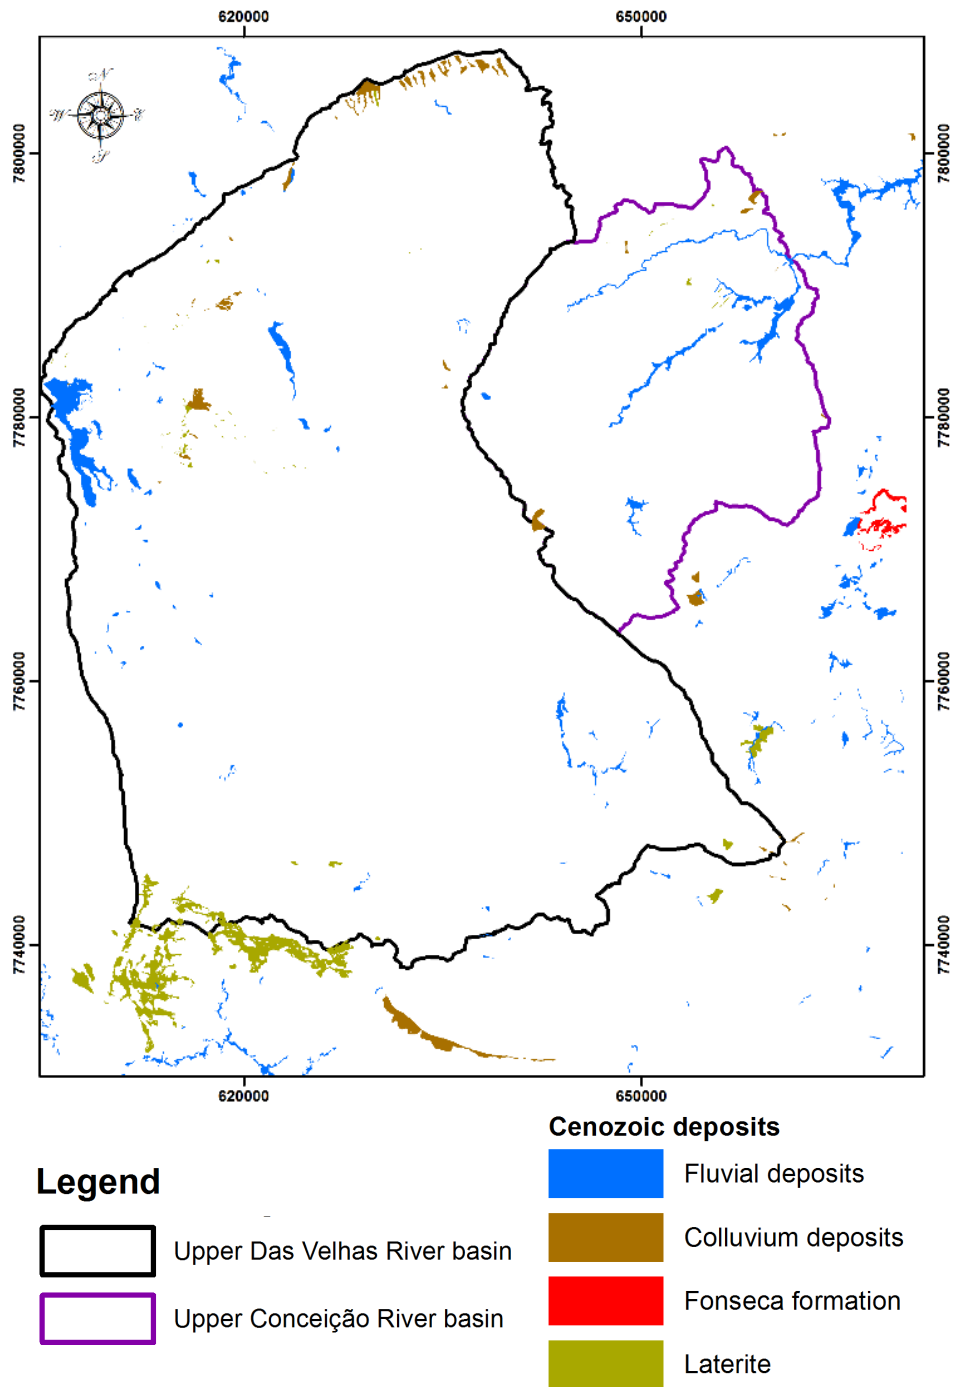 620000 650000
N
W E
S
7800000 7800000
7780000 7780000
7760000 7760000
7740000 7740000
620000 650000
Cenozoic deposits
Legend
Fluvial deposits
Upper Das Velhas River basin
Colluvium deposits
Upper Conceição River basin
Fonseca formation
Laterite